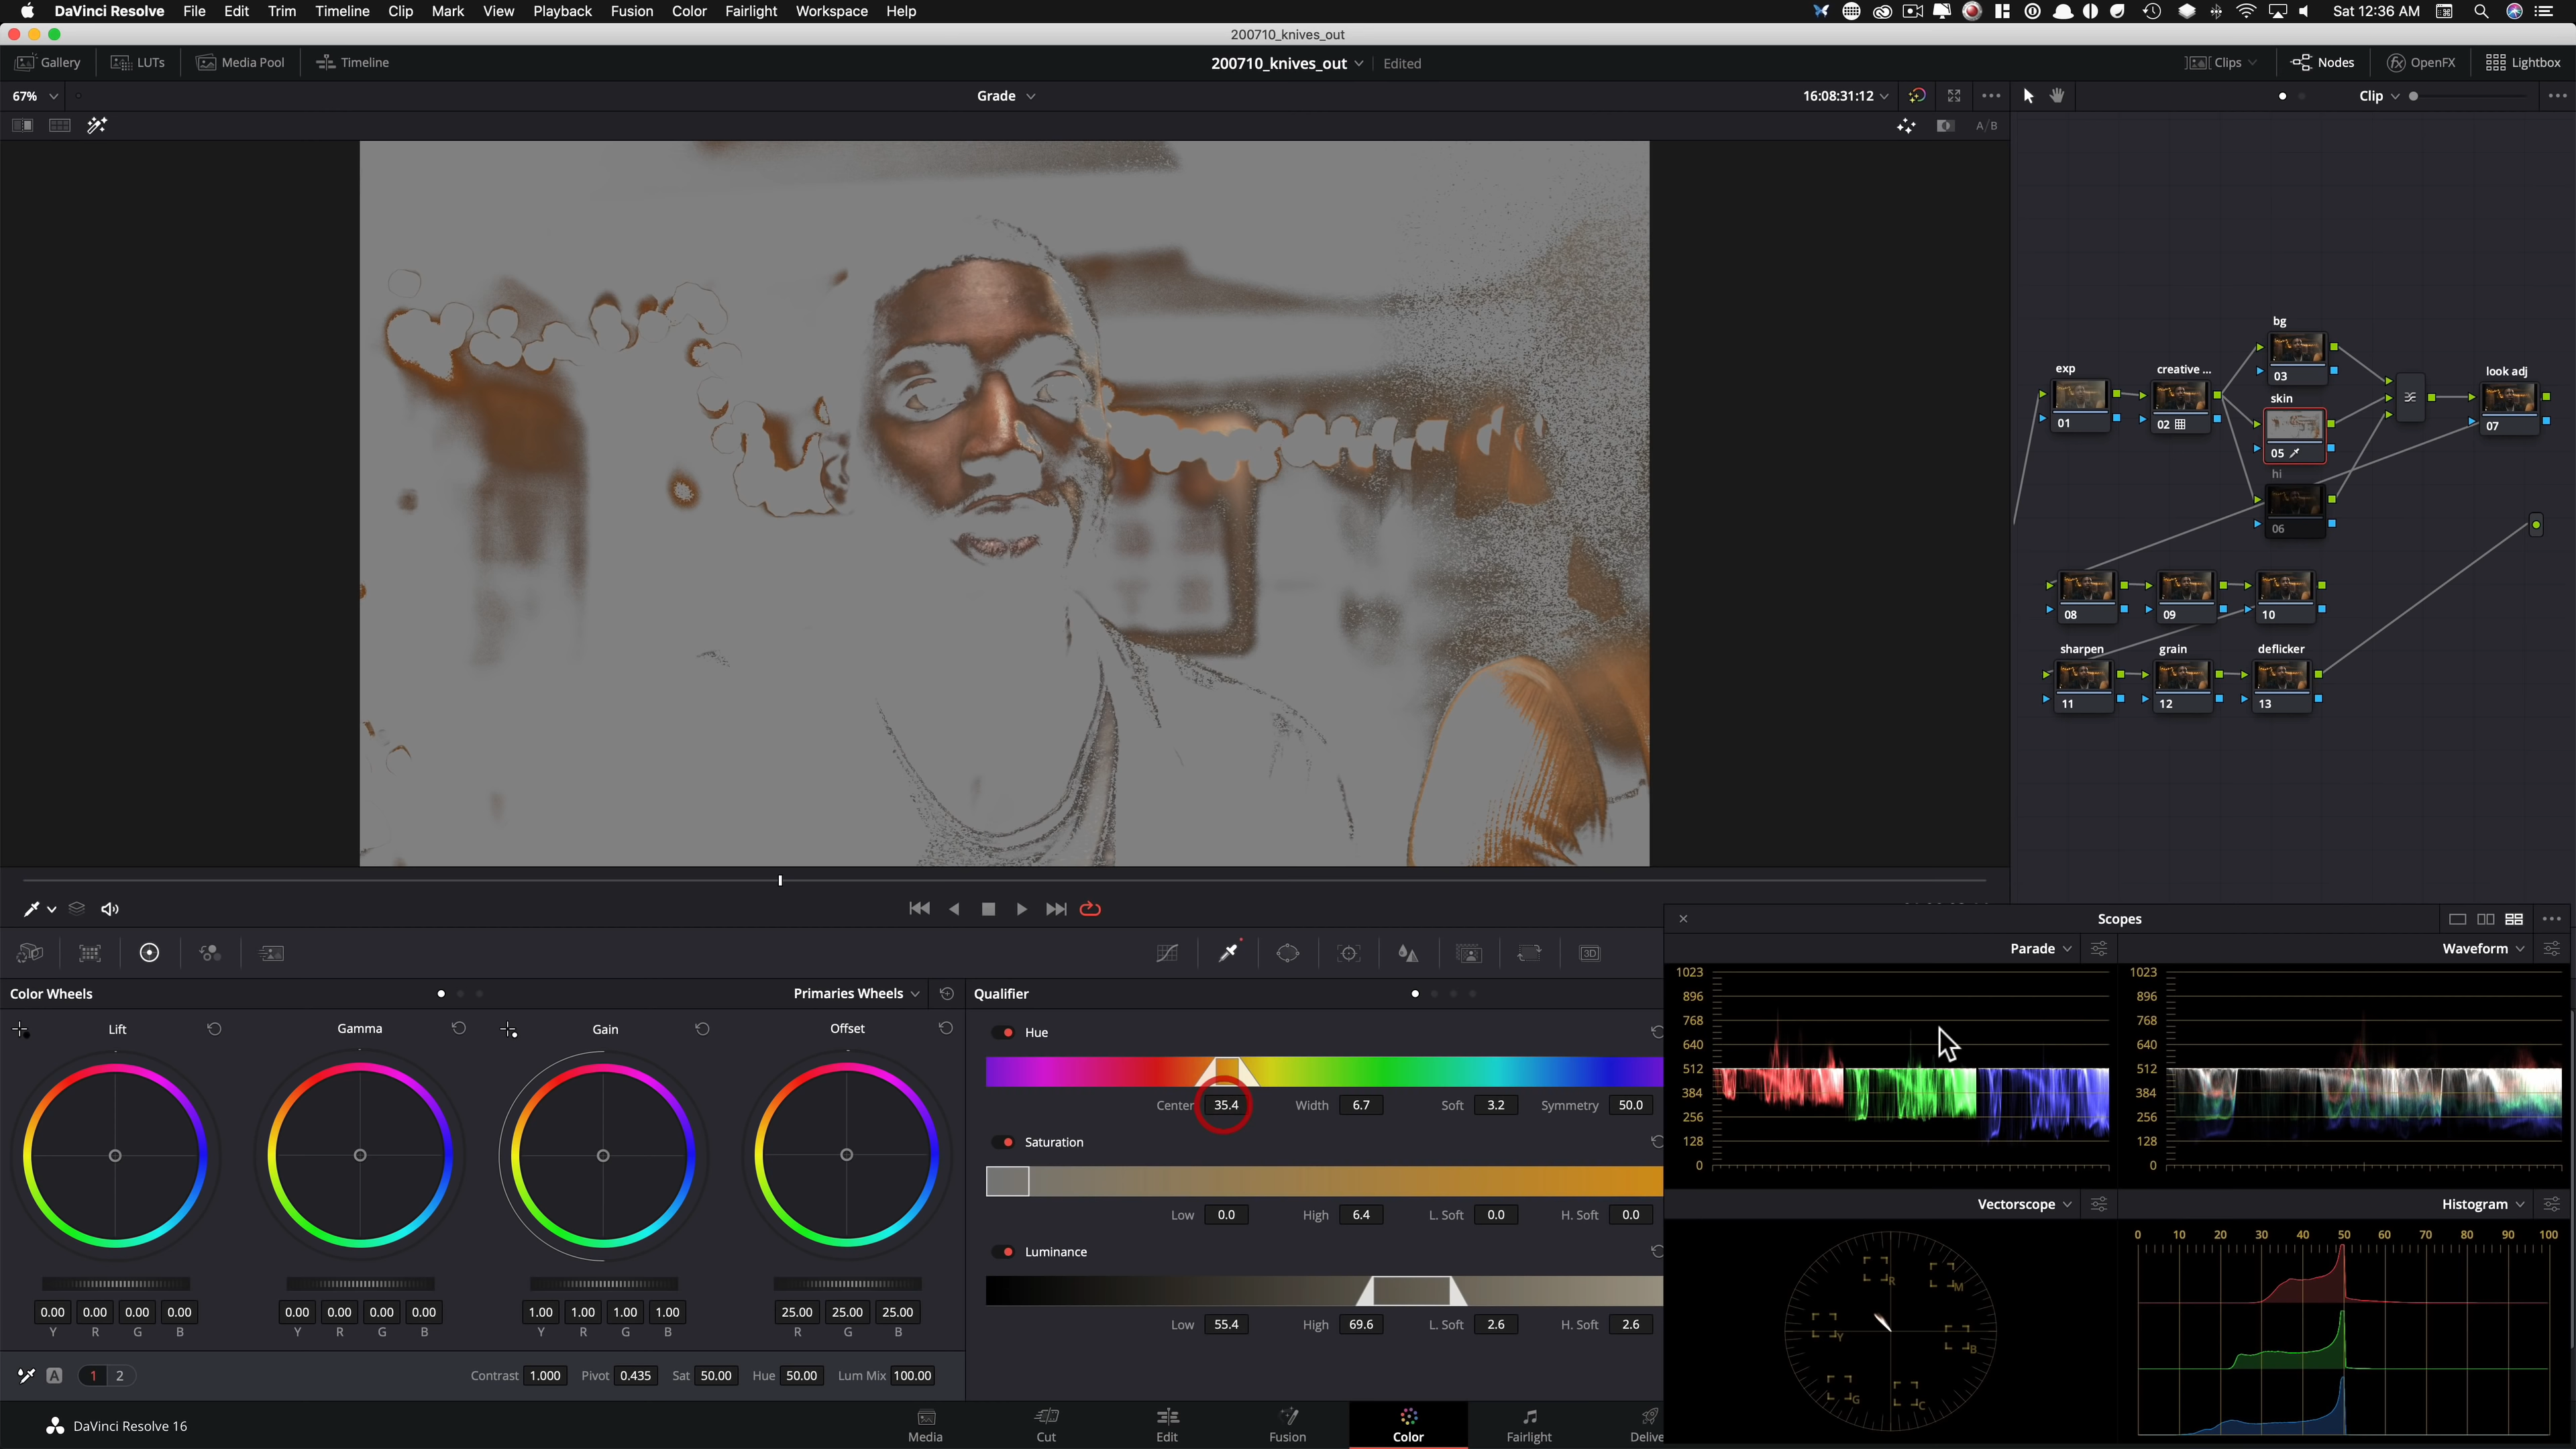 DaVinci Resolve File Edit Trim Timeline Clip Mark View Playback Fusion Color Fairlight Workspace Help Sat 12:36 AM
200710_knives_out
Gallery LUTs Media Pool Timeline 200710_knives_out Edited Clips Nodes OpenFX Lightbox
67% Grade 16:08:31:12 Clip
A/B
bg
03
exp
01
creative ...
02
skin
05
hi
06
look adj
07
08 09 10
sharpen grain deflicker
11 12 13
Scopes
Parade Waveform
1023 1023
896 896
768 768
640 640
512 512
384 384
256 256
128 128
0 0
Vectorscope Histogram
R M Y B G C
0 10 20 30 40 50 60 70 80 90 100
3D
Color Wheels Primaries Wheels
Lift Gamma Gain Offset
0.00 0.00 0.00 0.00 0.00 0.00 0.00 0.00 1.00 1.00 1.00 1.00 25.00 25.00 25.00
Y R G B Y R G B Y R G B R G B
A 1 2 Contrast 1.000 Pivot 0.435 Sat 50.00 Hue 50.00 Lum Mix 100.00
Qualifier
Hue
Center 35.4 Width 6.7 Soft 3.2 Symmetry 50.0
Saturation
Low 0.0 High 6.4 L. Soft 0.0 H. Soft 0.0
Luminance
Low 55.4 High 69.6 L. Soft 2.6 H. Soft 2.6
DaVinci Resolve 16 Media Cut Edit Fusion Color Fairlight Delive